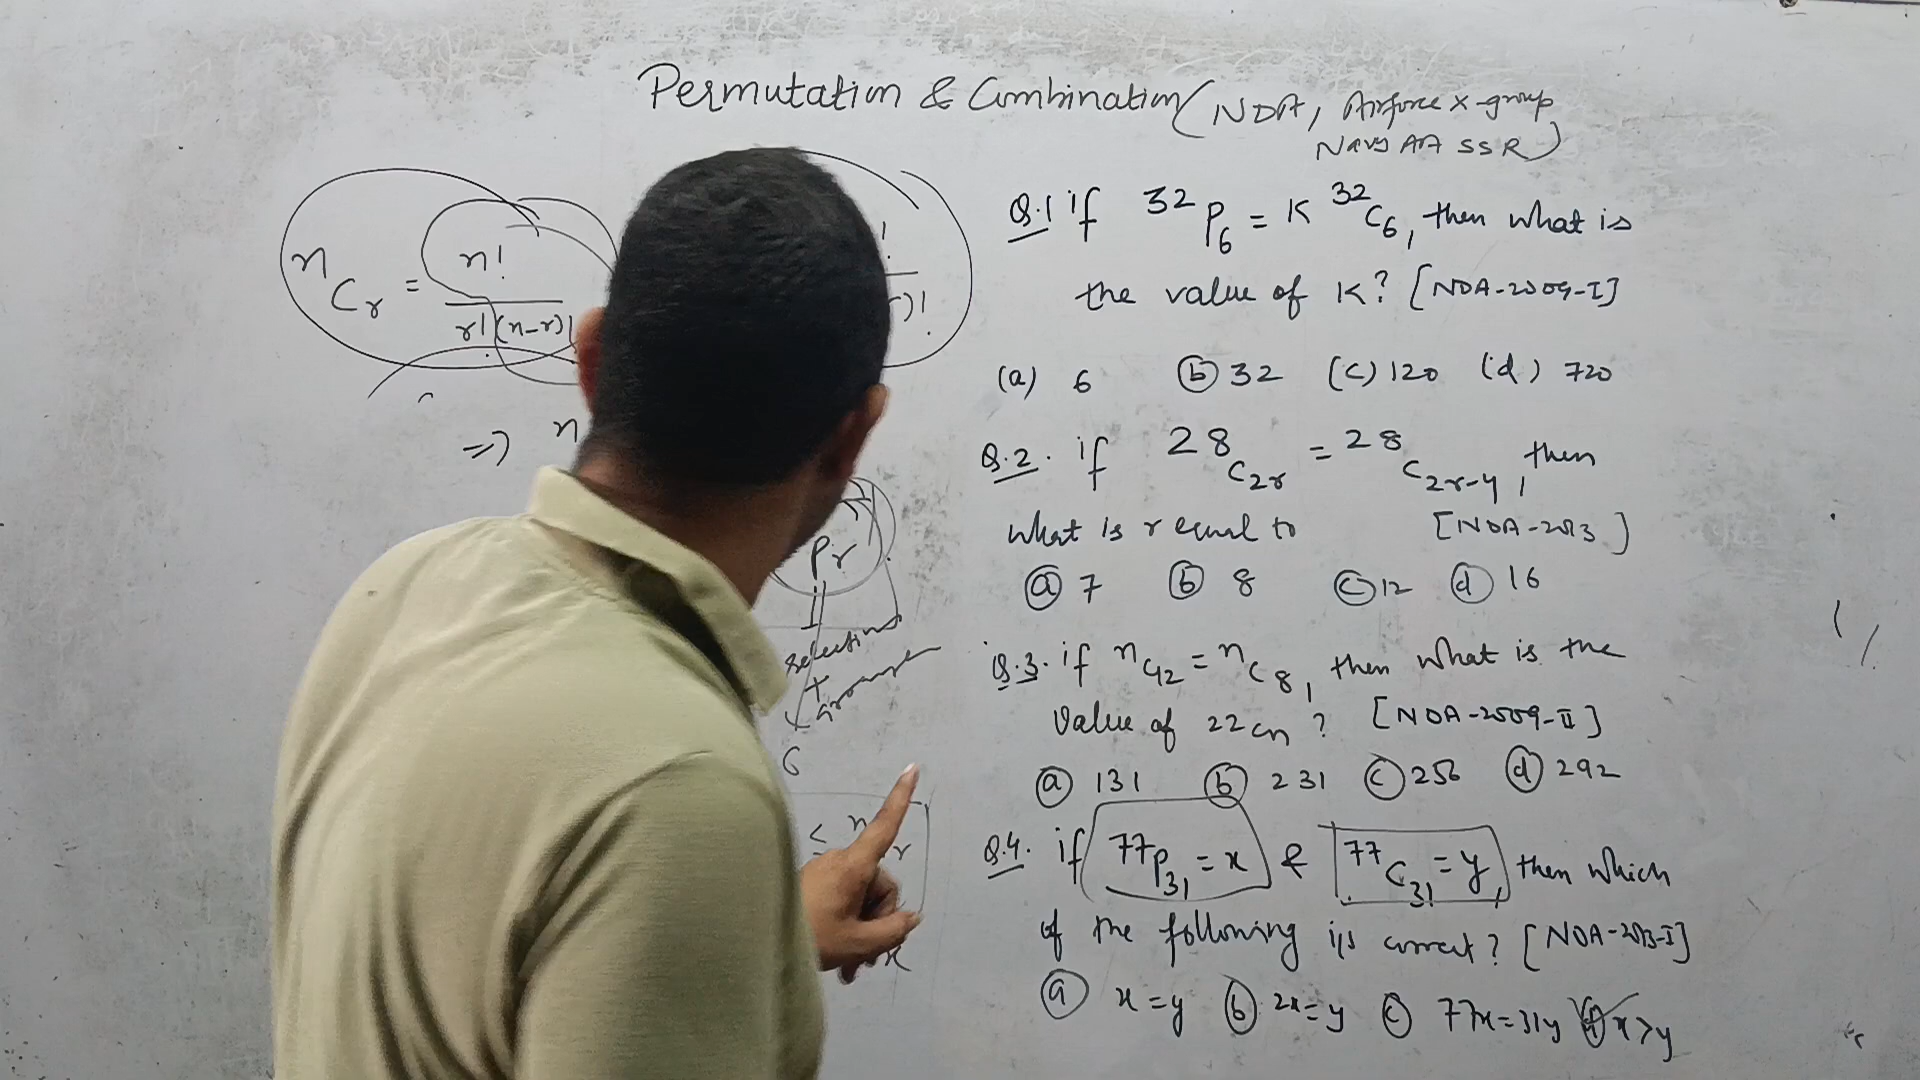 Permutation & Combination (NDA, Airforce X-group
Navy AA SSR)
nCr = n!
r!(n-r)!
=> n
!
r)!
Pr
Selection
+
arrangen
≤ n
r
x
Q.1 if 32P6 = K 32C6, then what is
the value of K? [NDA-2009-I]
(a) 6 (b) 32 (c) 120 (d) 720
Q.2. if 28C2r = 28C2r-4, then
what is r equal to [NDA-2013]
(a) 7 (b) 8 (c) 12 (d) 16
Q.3. if nC12 = nC8, then what is the
value of 22Cn? [NDA-2009-II]
(a) 131 (b) 231 (c) 256 (d) 292
Q.4. if 77P31 = x & 77C31 = y, then which
of the following is correct? [NDA-2013-I]
(a) x=y (b) 2x=y (c) 77x=31y (d) x>y